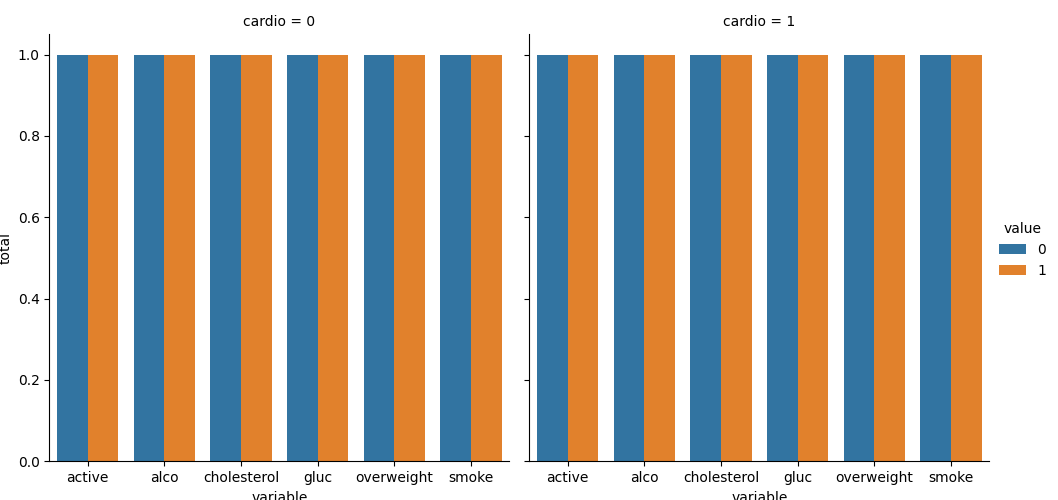 cardio = 0
cardio = 1
total
1.0
0.8
0.6
0.4
0.2
0.0
active alco cholesterol gluc overweight smoke
active alco cholesterol gluc overweight smoke
variable
variable
value
0
1